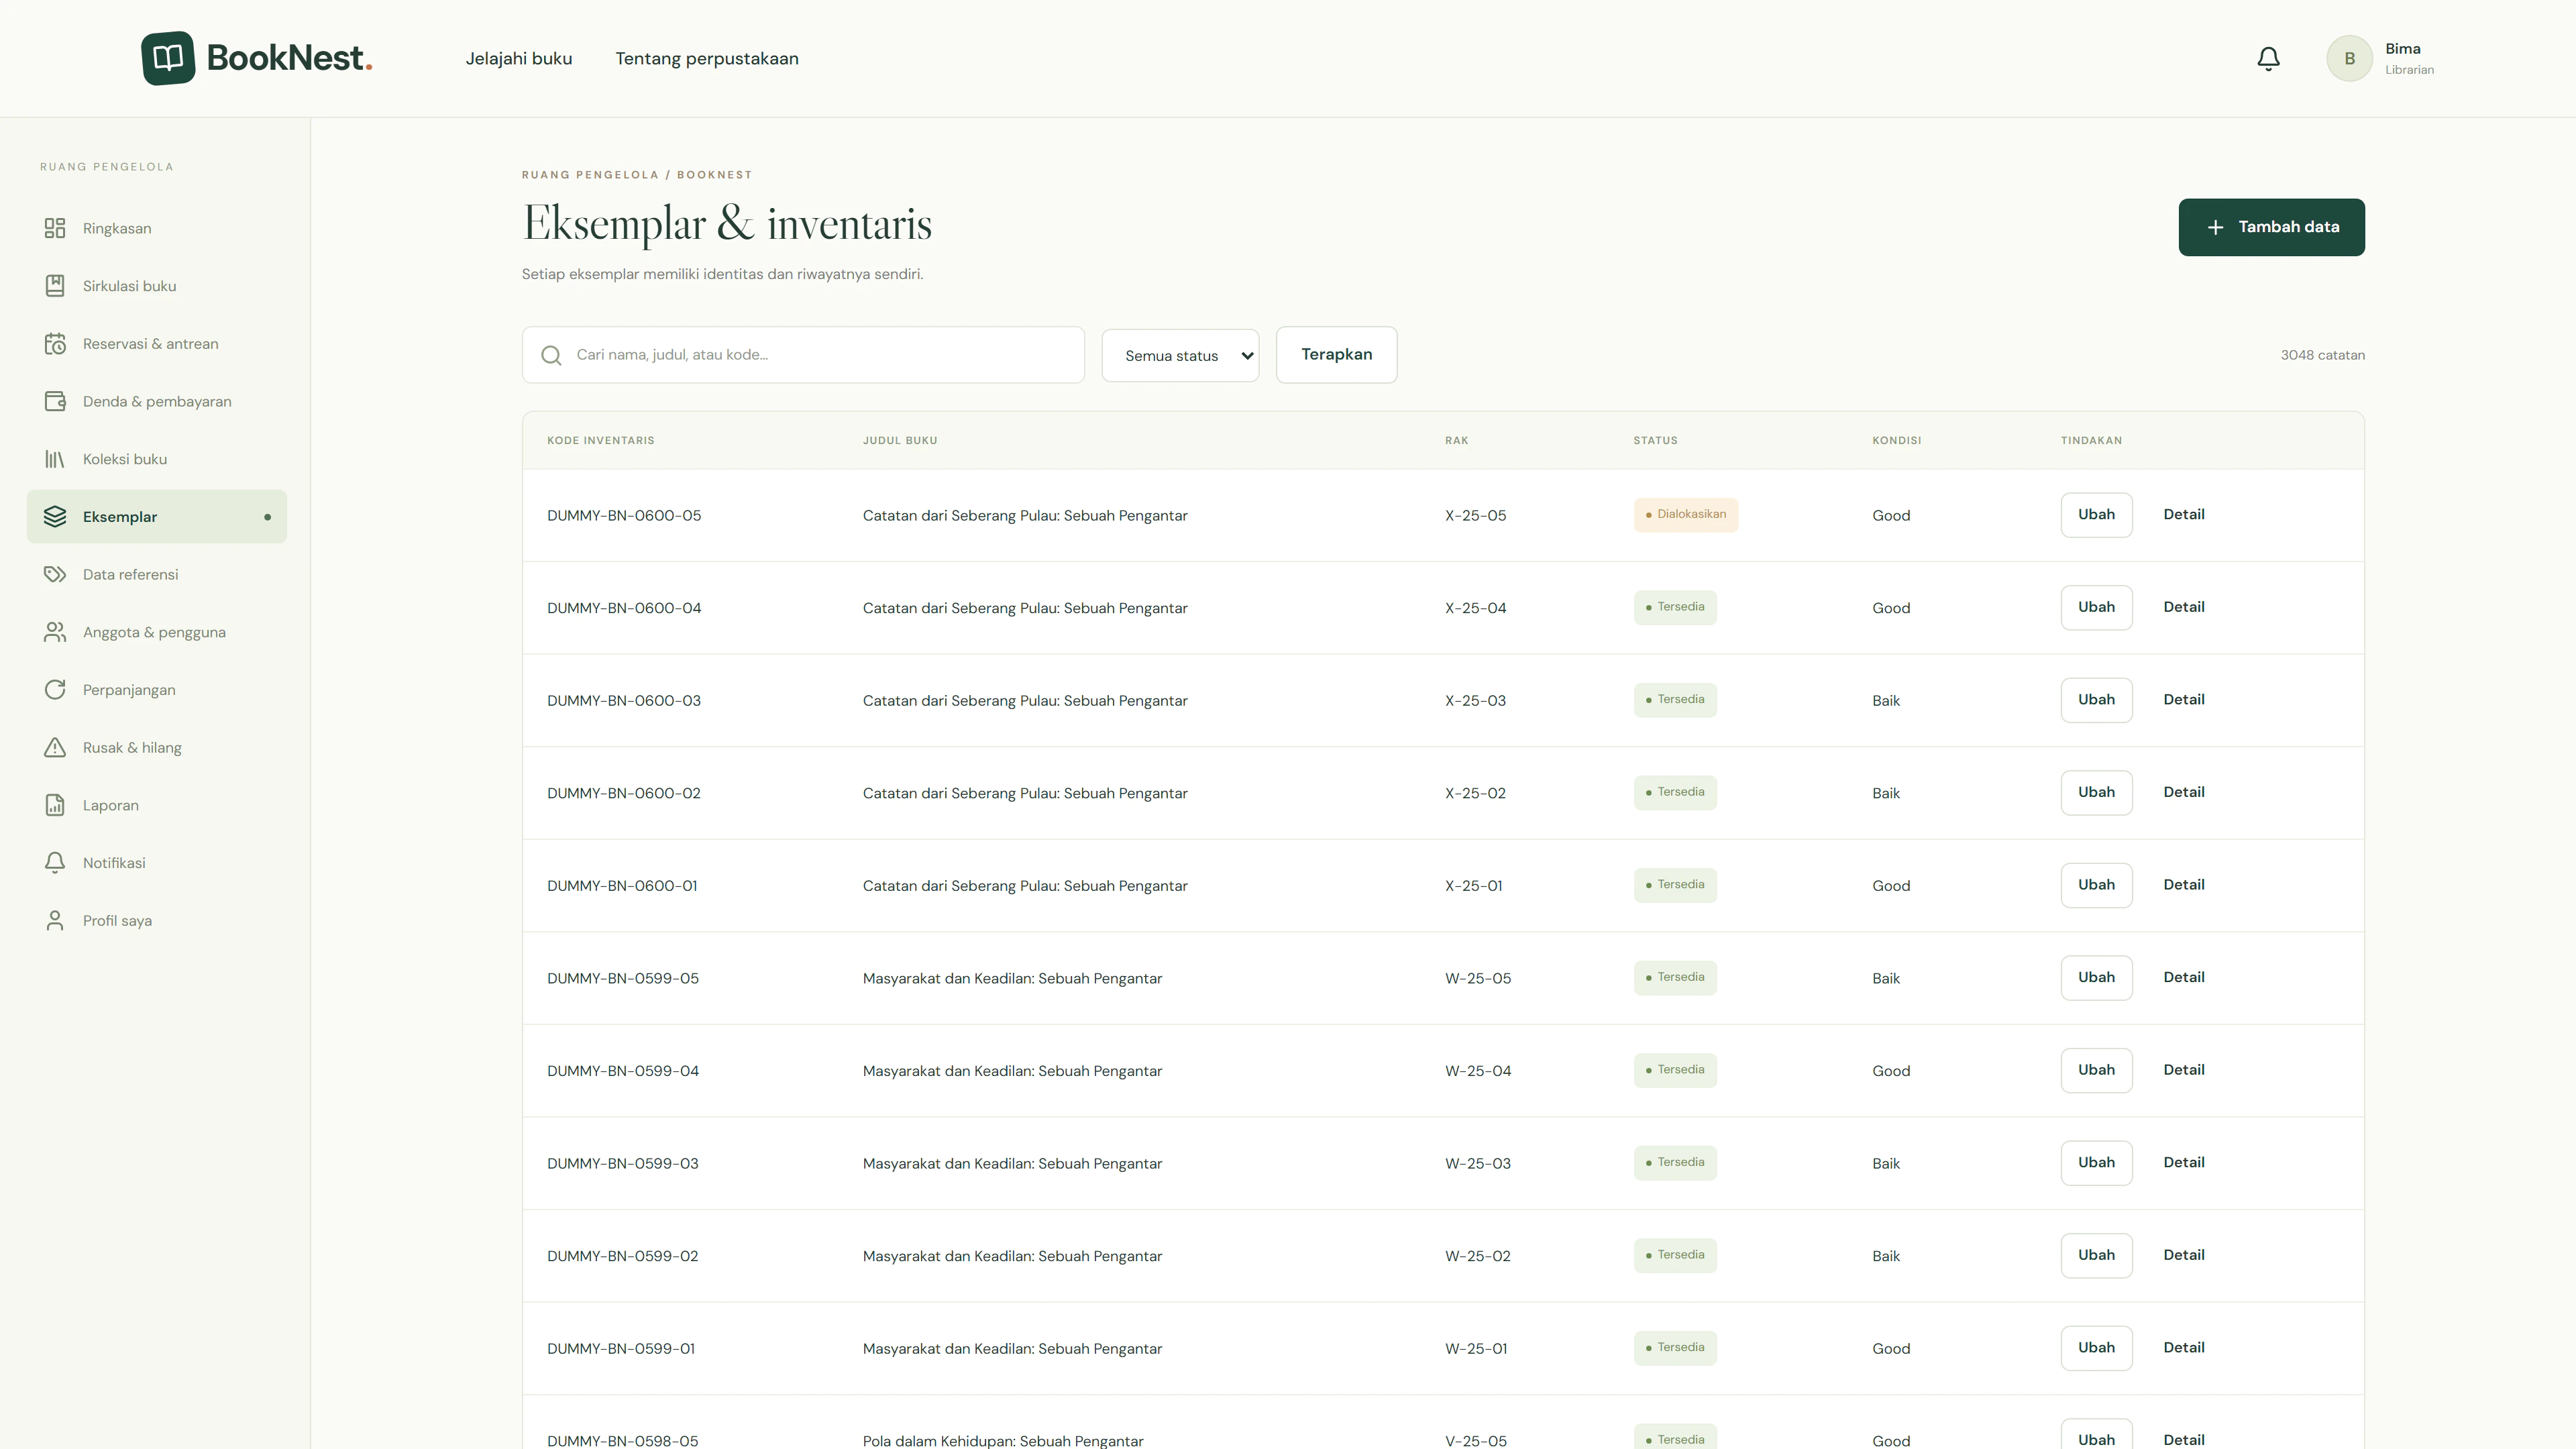 BookNest.
Jelajahi buku
Tentang perpustakaan
B
Bima
Librarian
RUANG PENGELOLA
Ringkasan
Sirkulasi buku
Reservasi & antrean
Denda & pembayaran
Koleksi buku
Eksemplar
Data referensi
Anggota & pengguna
Perpanjangan
Rusak & hilang
Laporan
Notifikasi
Profil saya
RUANG PENGELOLA / BOOKNEST
Eksemplar & inventaris
Setiap eksemplar memiliki identitas dan riwayatnya sendiri.
+ Tambah data
Cari nama, judul, atau kode...
Semua status
Terapkan
3048 catatan
KODE INVENTARIS JUDUL BUKU RAK STATUS KONDISI TINDAKAN
DUMMY-BN-0600-05 Catatan dari Seberang Pulau: Sebuah Pengantar X-25-05 Dialokasikan Good Ubah Detail
DUMMY-BN-0600-04 Catatan dari Seberang Pulau: Sebuah Pengantar X-25-04 Tersedia Good Ubah Detail
DUMMY-BN-0600-03 Catatan dari Seberang Pulau: Sebuah Pengantar X-25-03 Tersedia Baik Ubah Detail
DUMMY-BN-0600-02 Catatan dari Seberang Pulau: Sebuah Pengantar X-25-02 Tersedia Baik Ubah Detail
DUMMY-BN-0600-01 Catatan dari Seberang Pulau: Sebuah Pengantar X-25-01 Tersedia Good Ubah Detail
DUMMY-BN-0599-05 Masyarakat dan Keadilan: Sebuah Pengantar W-25-05 Tersedia Baik Ubah Detail
DUMMY-BN-0599-04 Masyarakat dan Keadilan: Sebuah Pengantar W-25-04 Tersedia Good Ubah Detail
DUMMY-BN-0599-03 Masyarakat dan Keadilan: Sebuah Pengantar W-25-03 Tersedia Baik Ubah Detail
DUMMY-BN-0599-02 Masyarakat dan Keadilan: Sebuah Pengantar W-25-02 Tersedia Baik Ubah Detail
DUMMY-BN-0599-01 Masyarakat dan Keadilan: Sebuah Pengantar W-25-01 Tersedia Good Ubah Detail
DUMMY-BN-0598-05 Pola dalam Kehidupan: Sebuah Pengantar V-25-05 Tersedia Good Ubah Detail